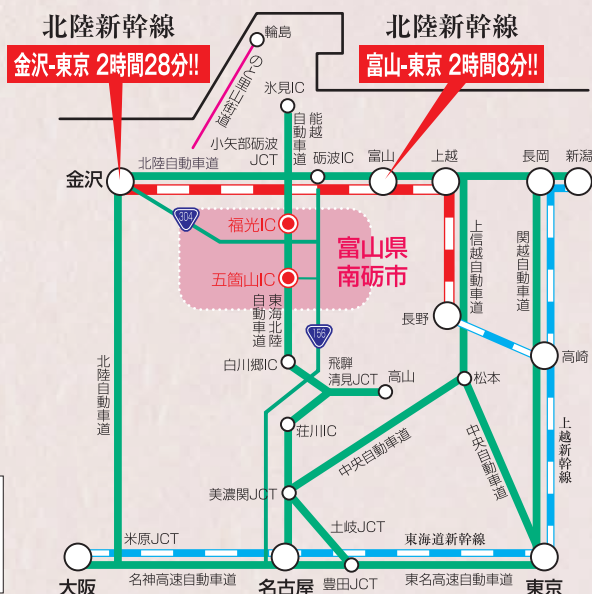 北陸新幹線
金沢-東京 2時間28分!!
北陸新幹線
富山-東京 2時間8分!!
輪島
のと里山街道
氷見IC
能越
自動車道
小矢部砺波
JCT
砺波IC
北陸自動車道
金沢
富山
上越
長岡
新潟
304
福光IC
五箇山IC
富山県
南砺市
上信越自動車道
関越自動車道
東海北陸
自動車道
156
長野
高崎
白川郷IC
飛騨
清見JCT
高山
松本
北陸自動車道
荘川IC
中央自動車道
中央自動車道
上越新幹線
美濃関JCT
土岐JCT
米原JCT
東海道新幹線
大阪
名神高速自動車道
名古屋
豊田JCT
東名高速自動車道
東京